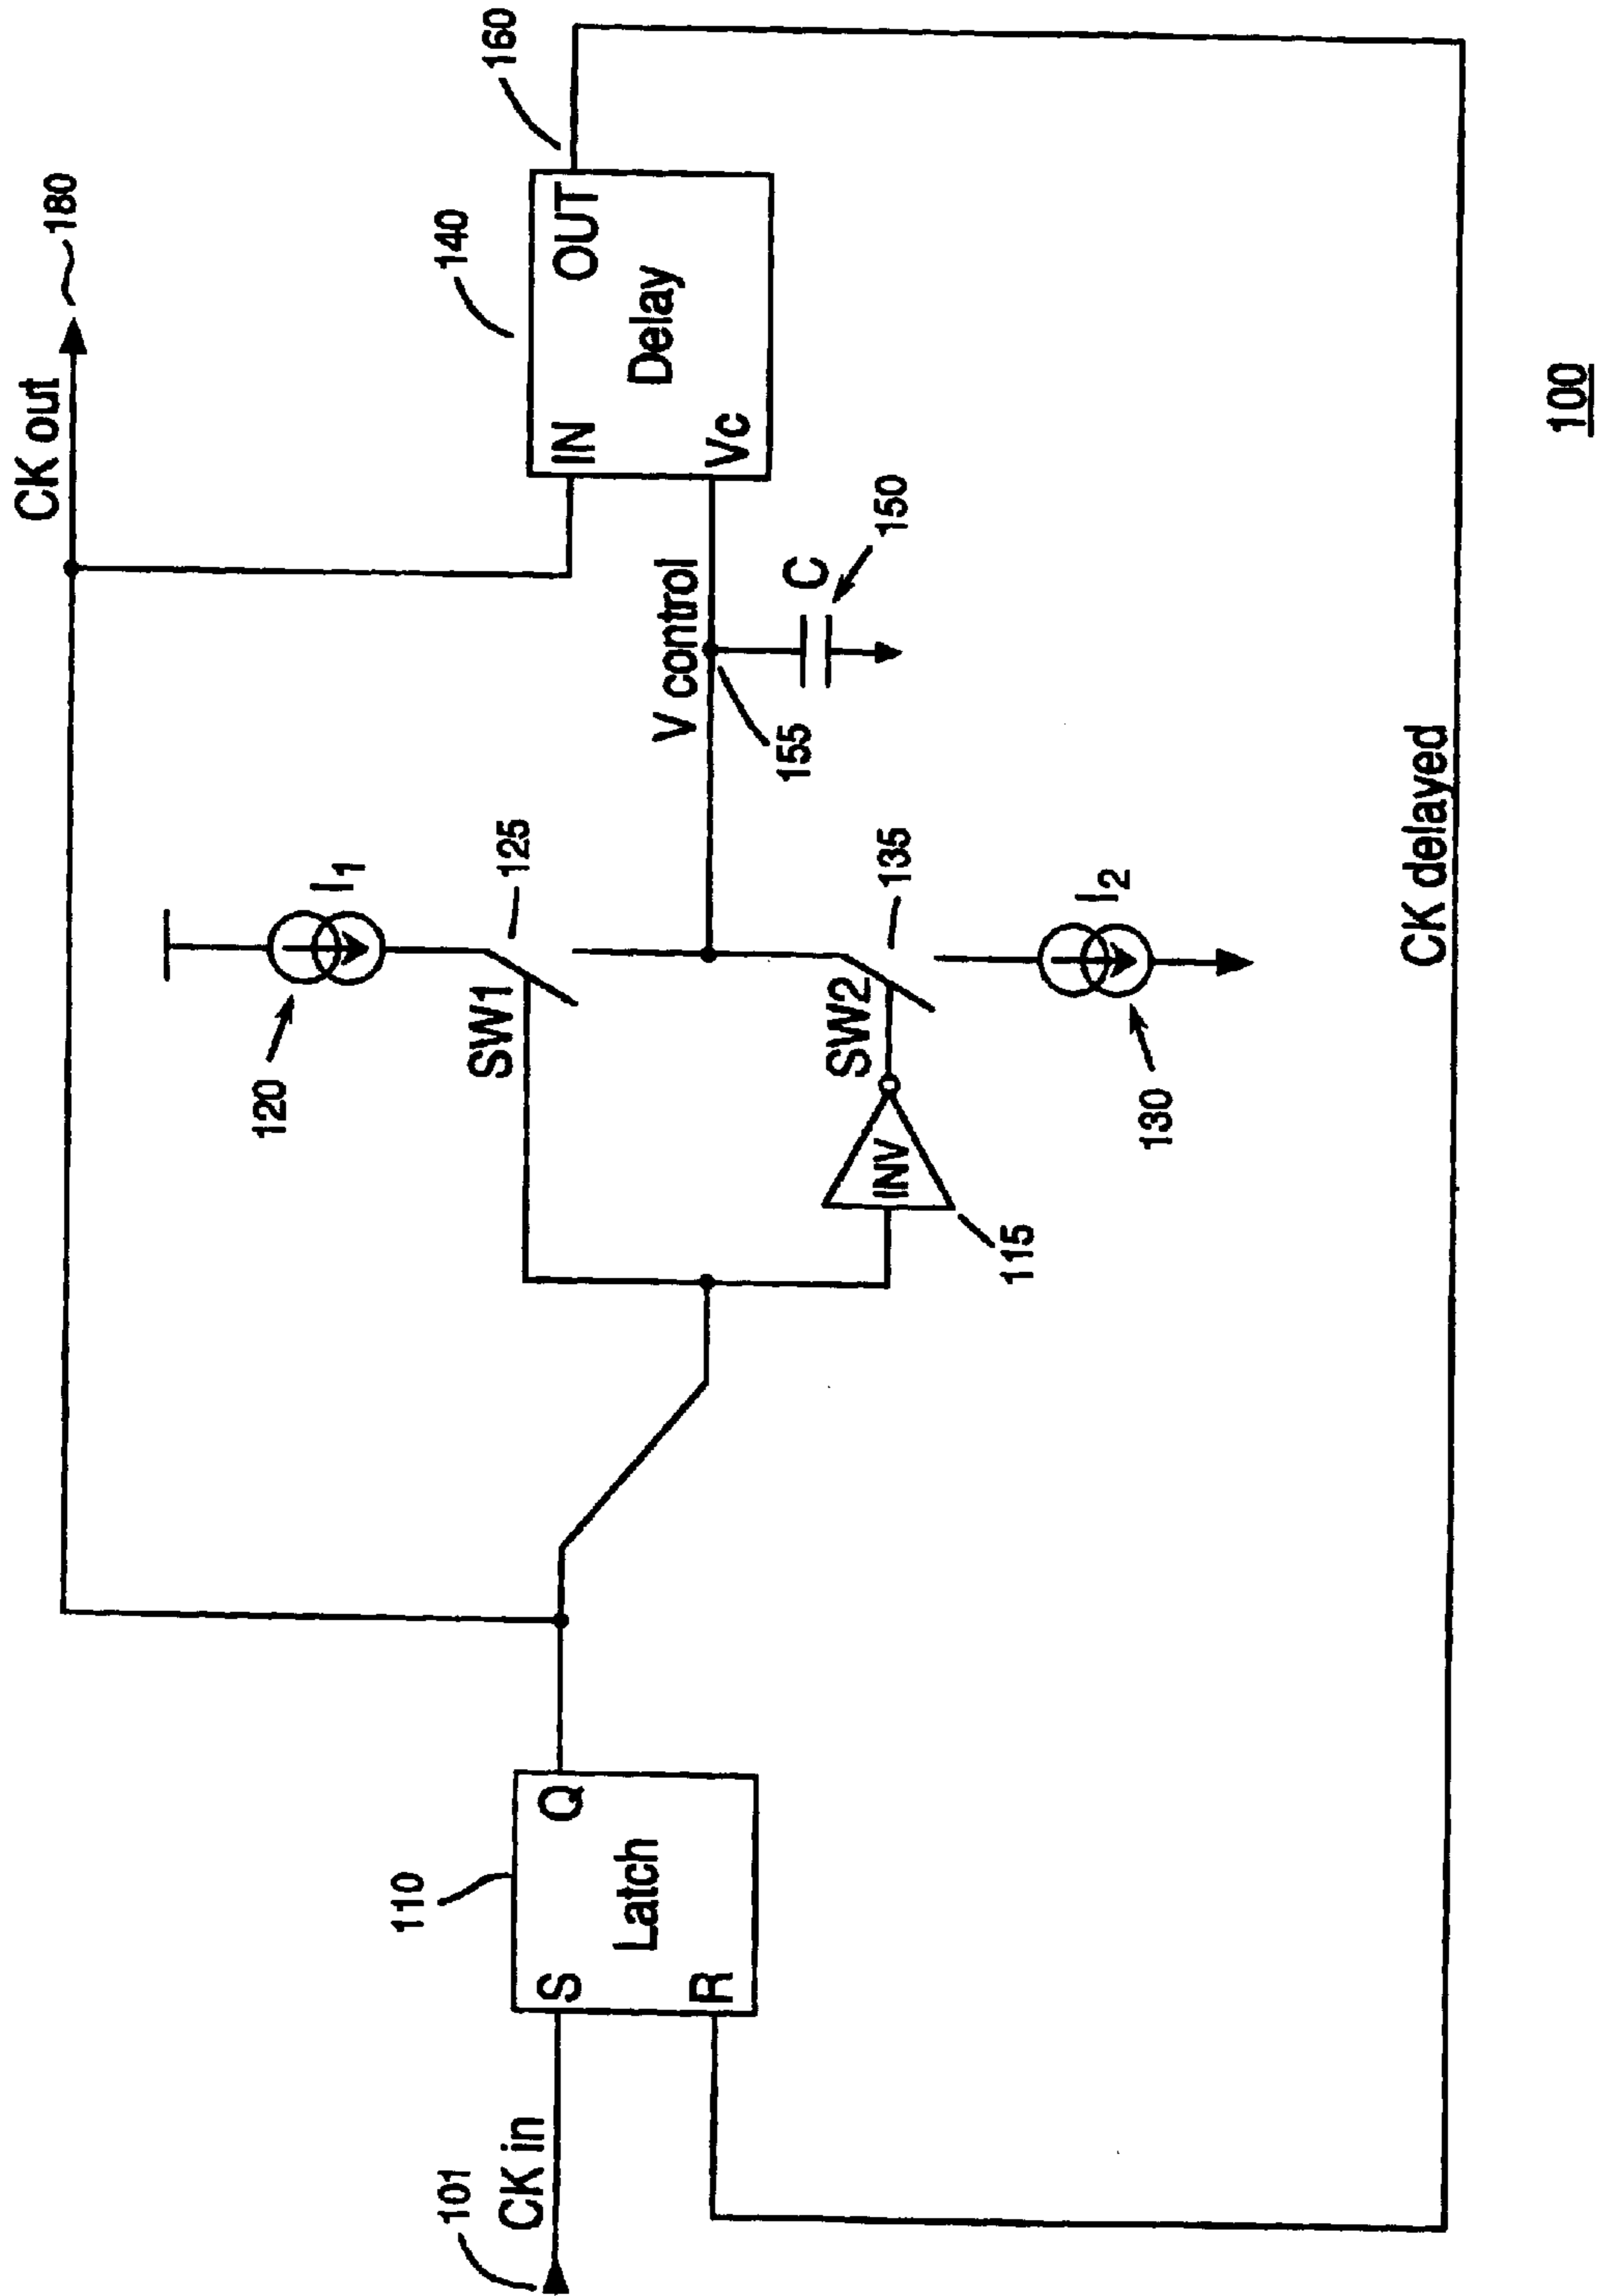 CK out
180
140
160
IN
OUT
Delay
Vc
120
I1
SW1
125
V control
155
C
150
110
S
Q
Latch
R
101
CK in
INV
115
SW2
135
I2
130
CK delayed
100